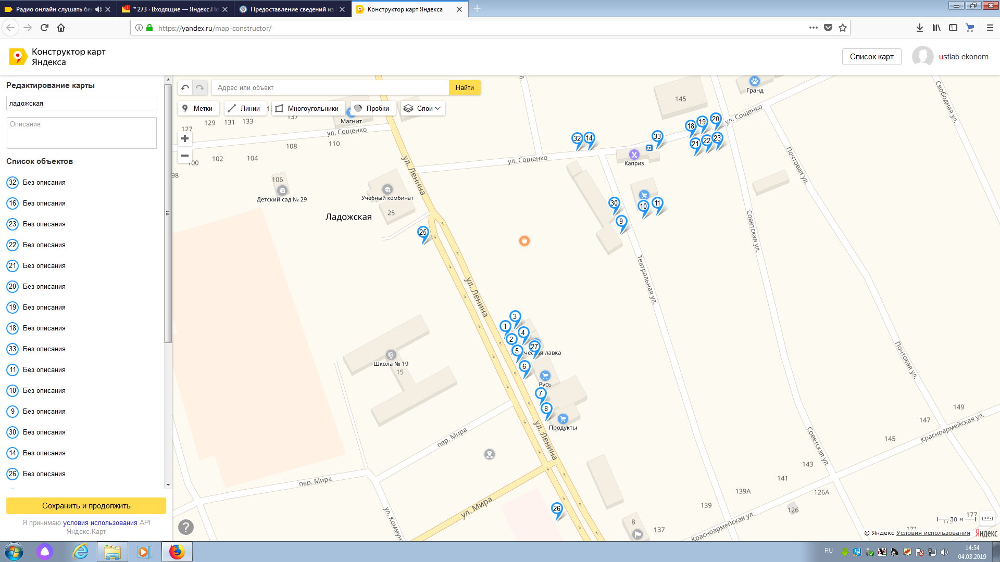 Радио онлайн слушать бес
* 273 · Входящие — Яндекс.По
Предоставление сведений из
Конструктор карт Яндекса
https://yandex.ru/map-constructor/
Конструктор карт
Яндекса
Список карт
ustlab.ekonom
Редактирование карты
ладожская
Описание
Список объектов
32 Без описания
16 Без описания
23 Без описания
22 Без описания
21 Без описания
20 Без описания
19 Без описания
18 Без описания
33 Без описания
11 Без описания
10 Без описания
9 Без описания
30 Без описания
14 Без описания
26 Без описания
Сохранить и продолжить
Я принимаю условия использования API
Яндекс.Карт
Адрес или объект
Найти
Метки
Линии
Многоугольники
Пробки
Слои
Гранд
145
Свободная ул.
127
129
131
133
137
Магнит
ул. Сощенко
ул. Сощенко
ул. Сощенко
18
19
20
21
22
23
33
32
14
108
110
102
104
100
98
106
Детский сад № 29
Учебный комбинат
25
Ладожская
25
ул. Ленина
Каприз
Почтовая ул.
30
10
11
9
Советская ул.
Театральная ул.
ул. Ленина
3
1
4
2
27
5
лавка
6
Русь
7
8
Продукты
Школа № 19
15
Почтовая ул.
ул. Ленина
пер. Мира
пер. Мира
ул. Мира
ул. Коммуна
Советская ул.
149
147
Красноармейская ул.
145
143
141
139А
126А
139
126
26
8
137
Красноармейская ул.
177
171
30 м
© Яндекс Условия использования
Яндекс
RU
14:54
04.03.2019